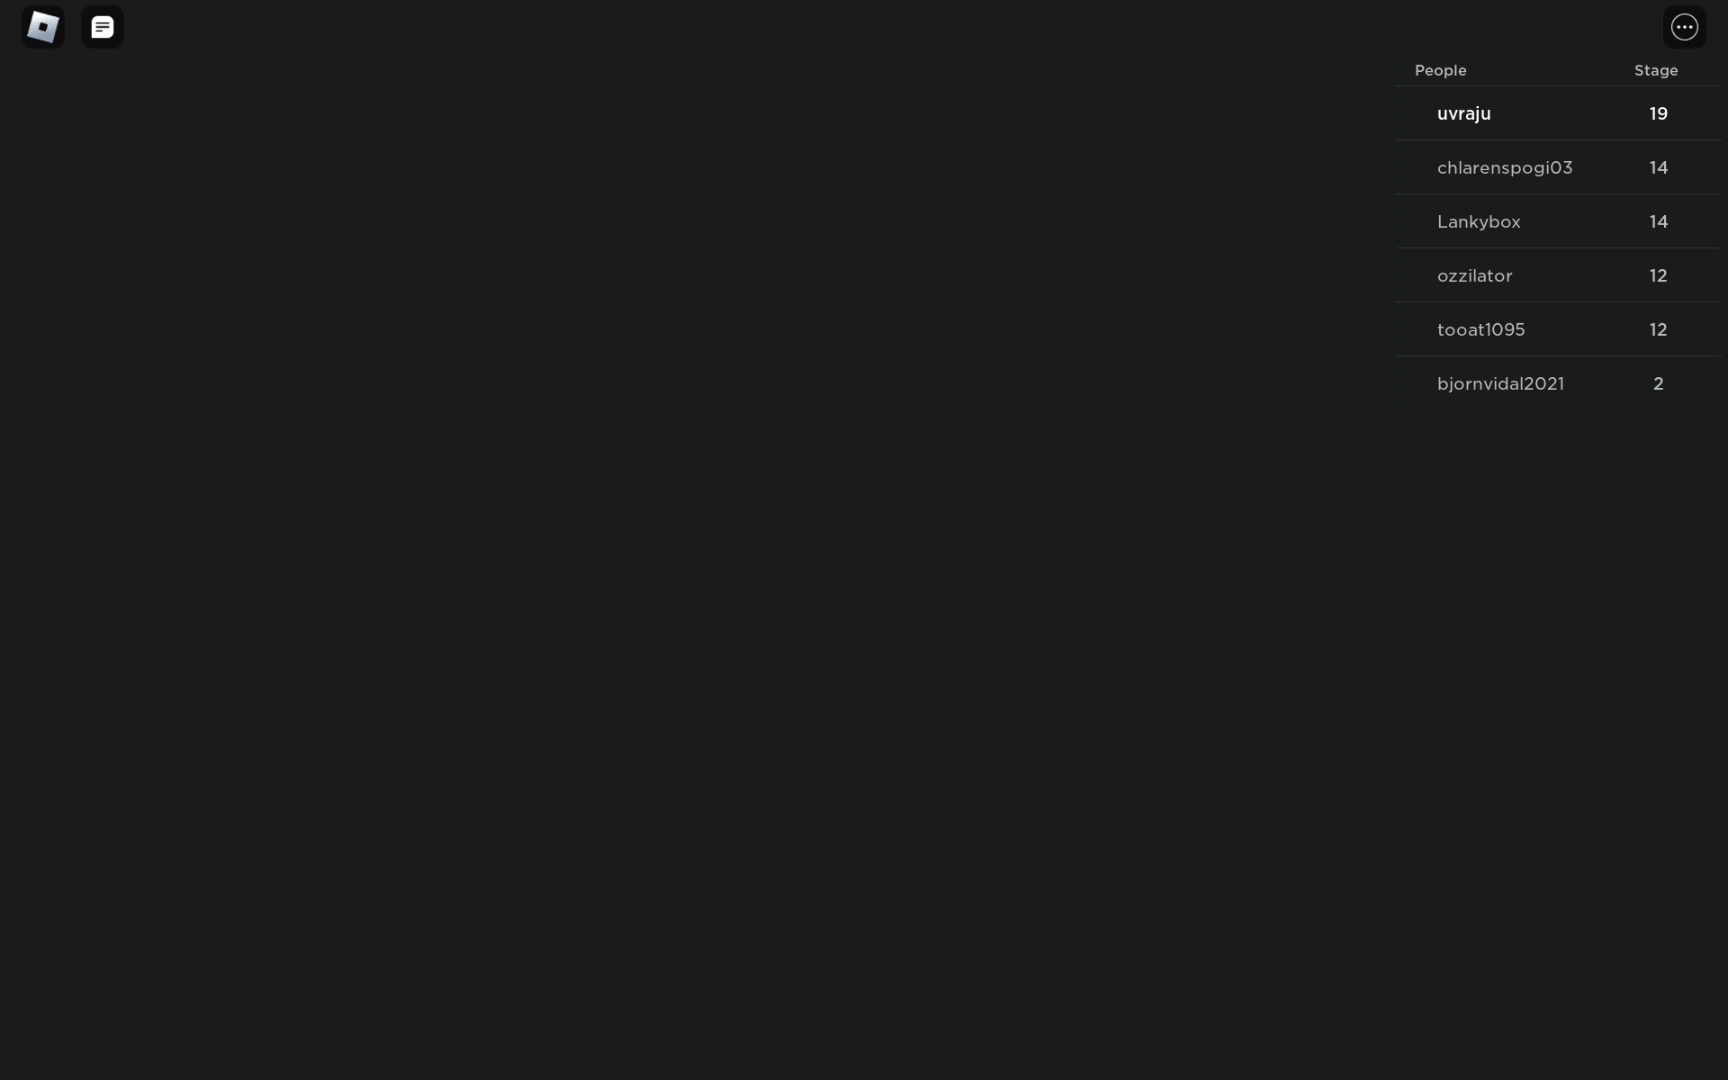 People Stage
uvraju 19
chlarenspogi03 14
Lankybox 14
ozzilator 12
tooat1095 12
bjornvidal2021 2